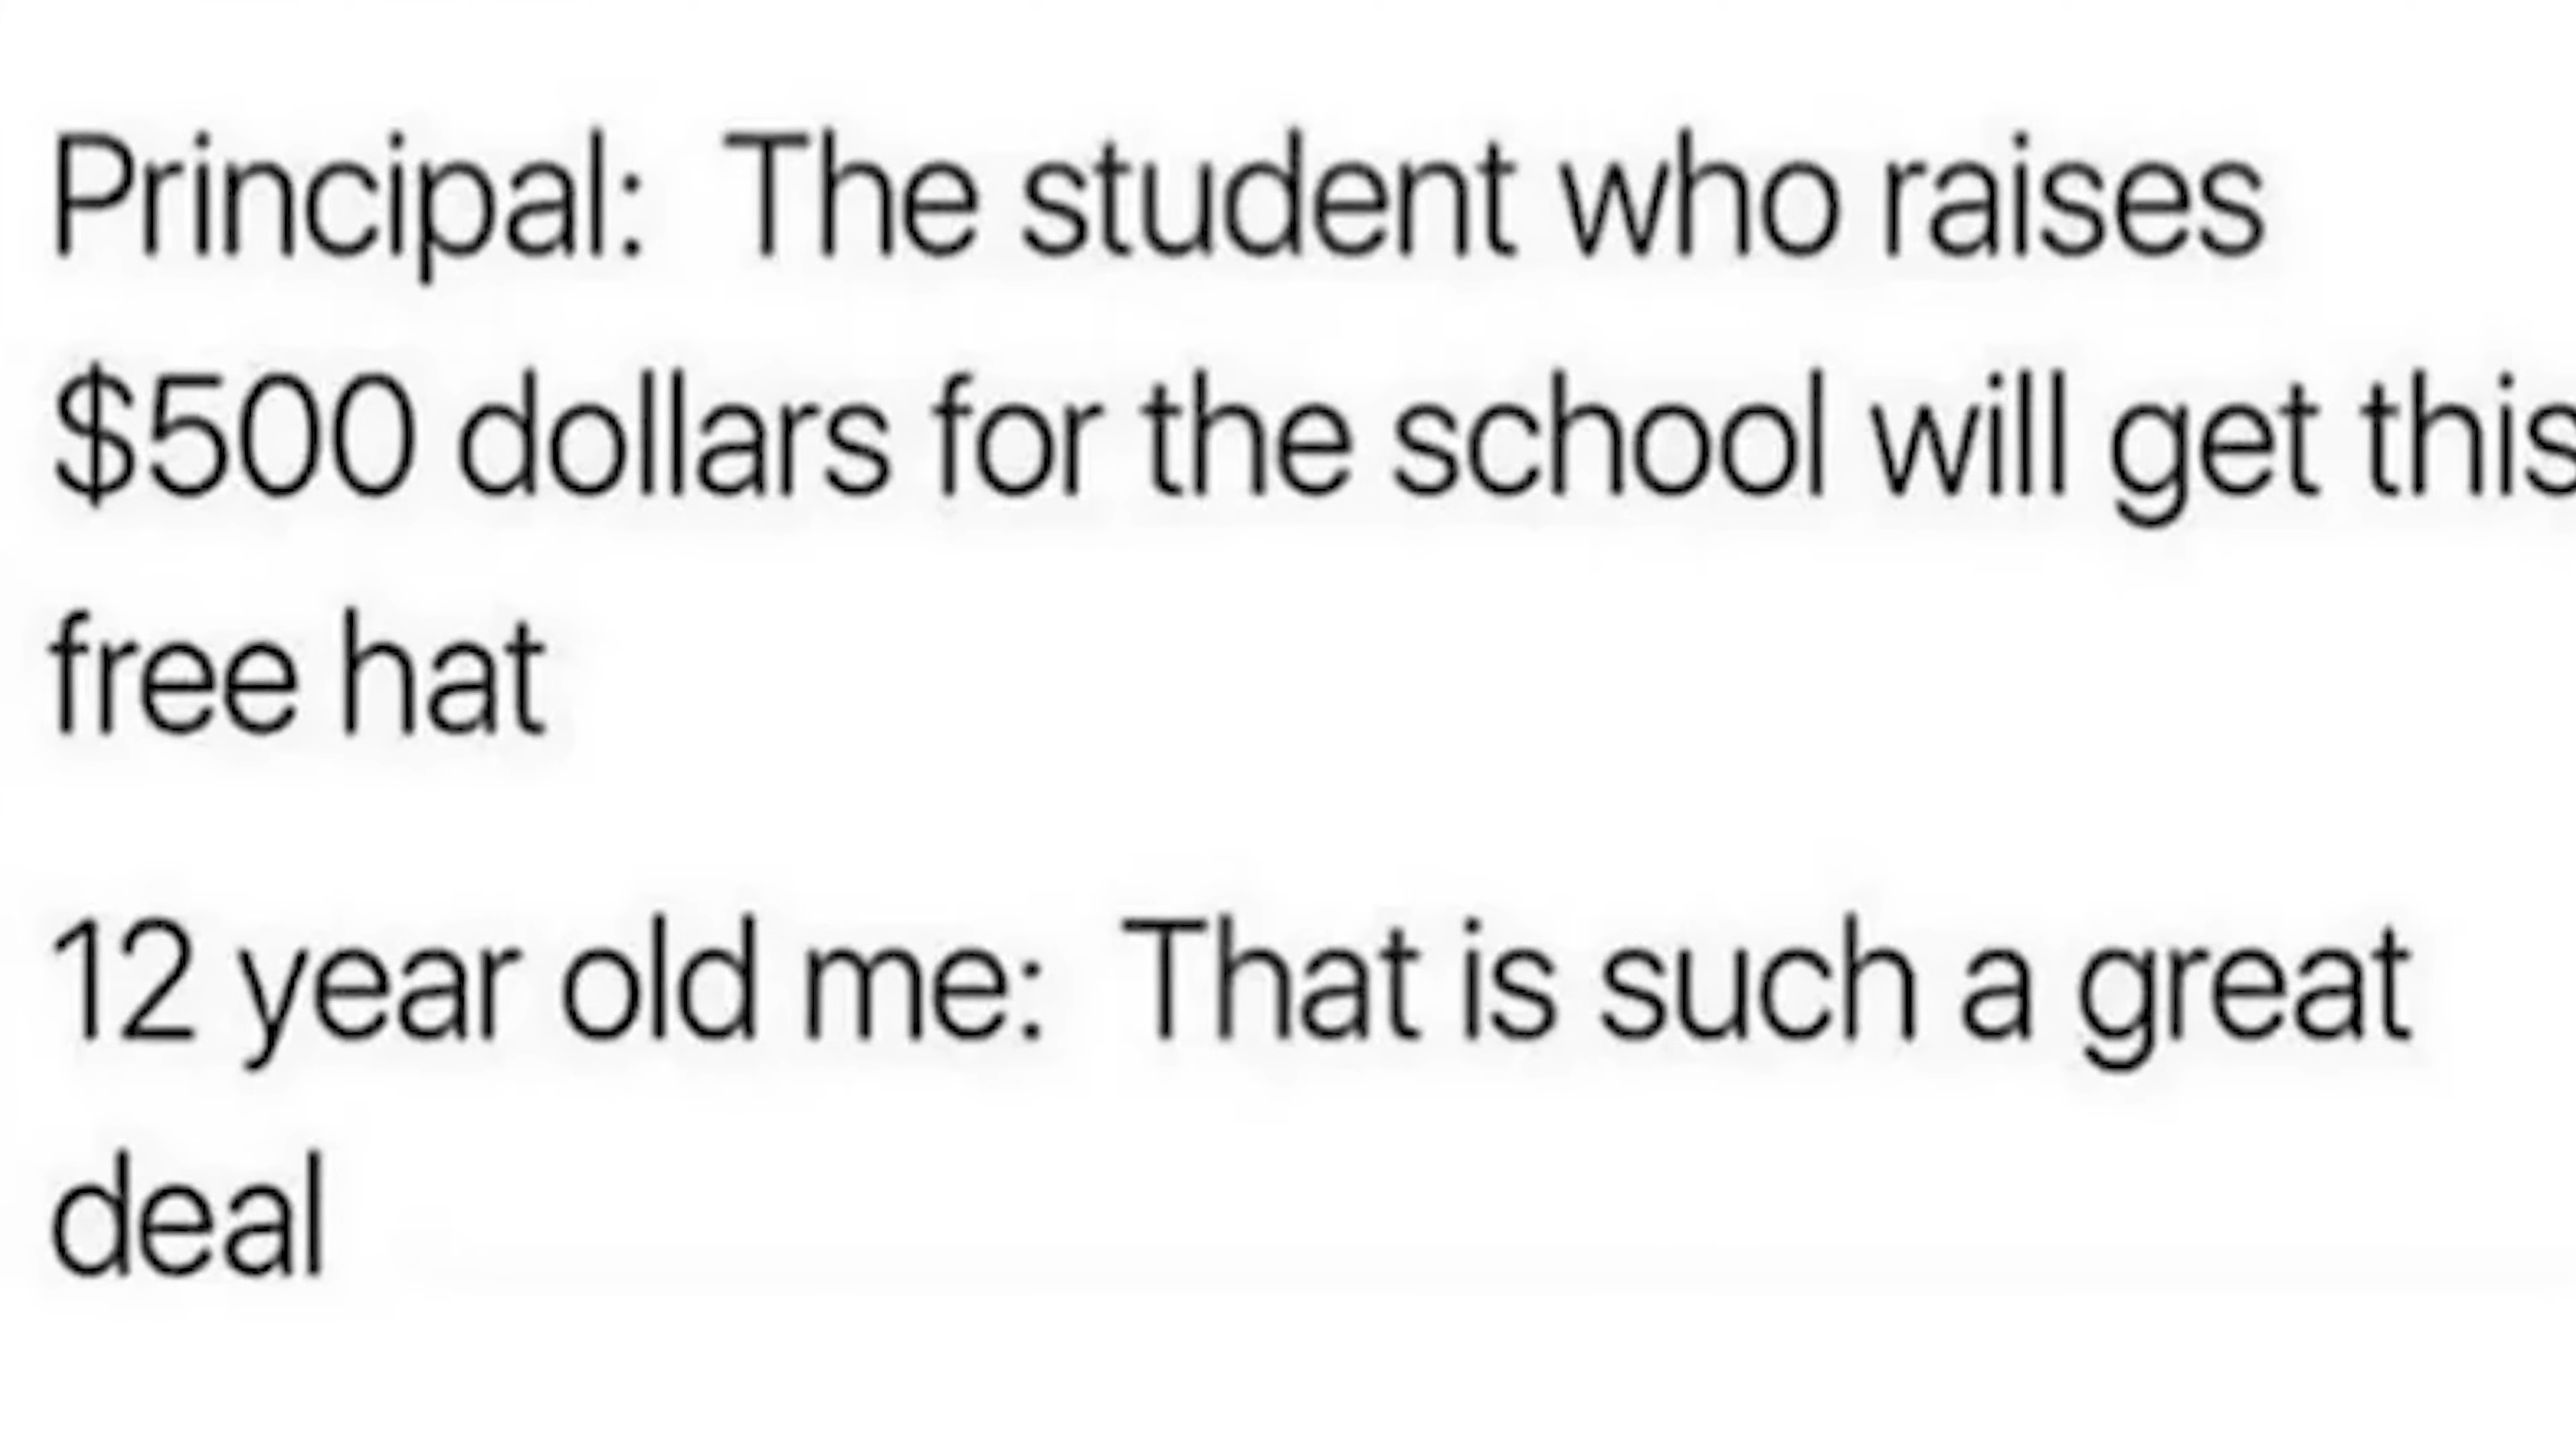 Principal:  The student who raises
$500 dollars for the school will get this
free hat
12 year old me:  That is such a great
deal